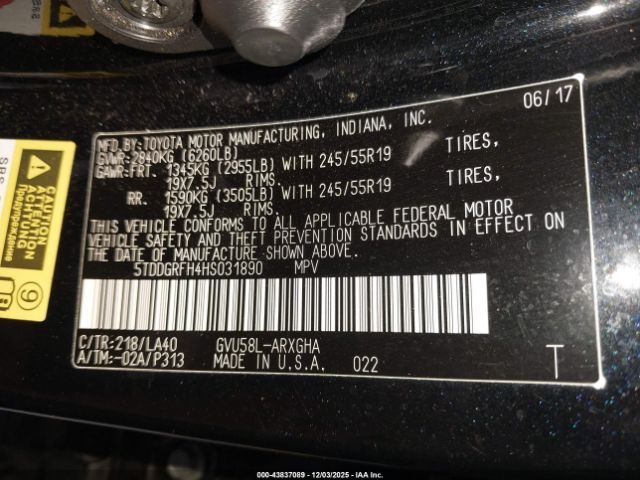 06/17
MFD.BY:TOYOTA MOTOR MANUFACTURING, INDIANA, INC.
GVWR:2840KG (6260LB)
GAWR:FRT. 1345KG (2955LB) WITH 245/55R19 TIRES,
19X7.5J RIMS.
RR. 1590KG (3505LB) WITH 245/55R19 TIRES,
19X7.5J RIMS.
THIS VEHICLE CONFORMS TO ALL APPLICABLE FEDERAL MOTOR
VEHICLE SAFETY AND THEFT PREVENTION STANDARDS IN EFFECT ON
THE DATE OF MANUFACTURE SHOWN ABOVE.
5TDDGRFH4HS031890 MPV
C/TR:218/LA40 GVU58L-ARXGHA
A/TM:-02A/P313 MADE IN U.S.A. 022
T
CAUTION
ATTENTION
9
000-43837089 - 12/03/2025 - IAAI.com